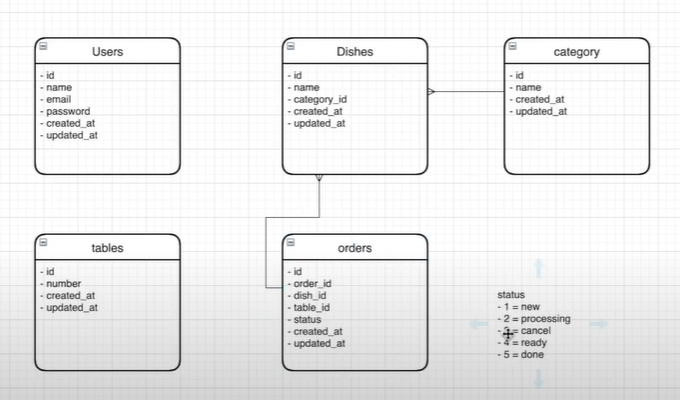 Users
- id
- name
- email
- password
- created_at
- updated_at
Dishes
- id
- name
- category_id
- created_at
- updated_at
category
- id
- name
- created_at
- updated_at
tables
- id
- number
- created_at
- updated_at
orders
- id
- order_id
- dish_id
- table_id
- status
- created_at
- updated_at
status
- 1 = new
- 2 = processing
- = cancel
- 4 = ready
- 5 = done